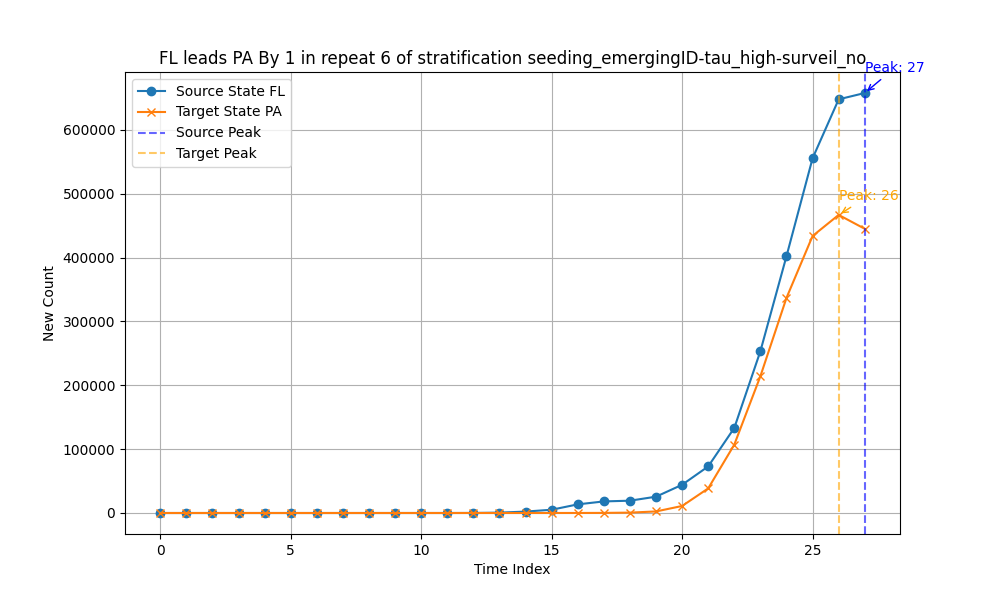 FL leads PA By 1 in repeat 6 of stratification seeding_emergingID-tau_high-surveil_no
Peak: 27
Source State FL
Target State PA
Source Peak
Target Peak
Peak: 26
600000
500000
400000
300000
200000
100000
0
New Count
0 5 10 15 20 25
Time Index